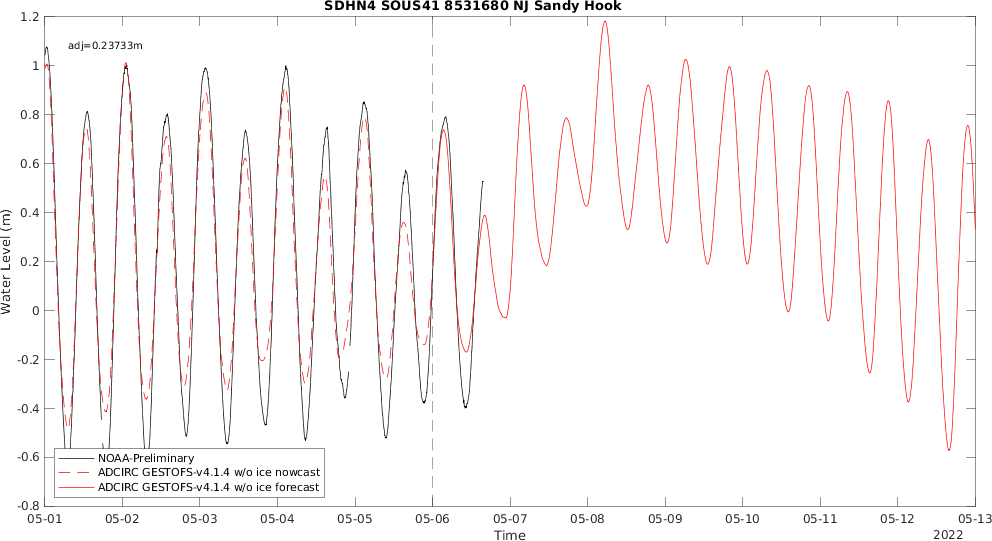 SDHN4 SOUS41 8531680 NJ Sandy Hook
adj=0.23733m
Water Level (m)
1.2
1
0.8
0.6
0.4
0.2
0
-0.2
-0.4
-0.6
-0.8
NOAA-Preliminary
ADCIRC GESTOFS-v4.1.4 w/o ice nowcast
ADCIRC GESTOFS-v4.1.4 w/o ice forecast
05-01 05-02 05-03 05-04 05-05 05-06 05-07 05-08 05-09 05-10 05-11 05-12 05-13
Time
2022